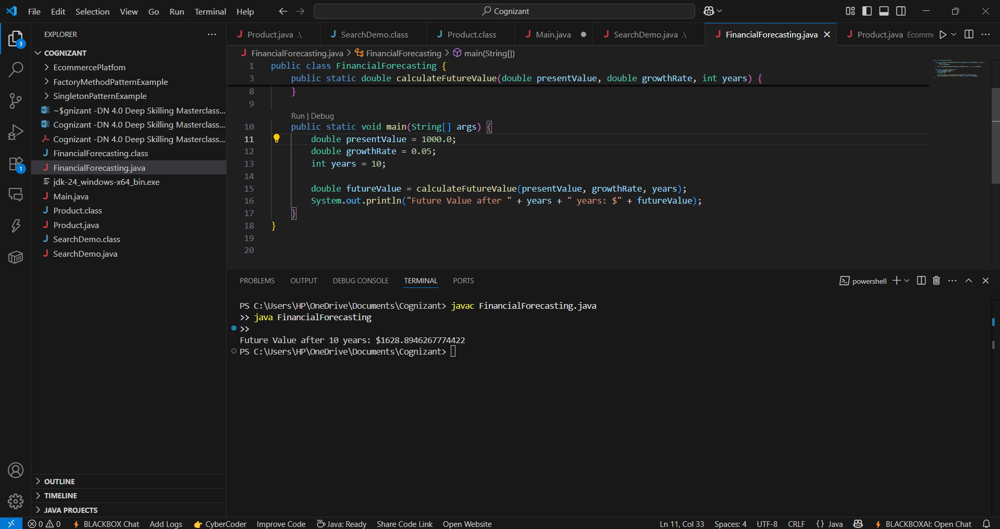 File Edit Selection View Go Run Terminal Help
Cognizant
EXPLORER
COGNIZANT
EcommercePlatfom
FactoryMethodPatternExample
SingletonPatternExample
~$gnizant -DN 4.0 Deep Skilling Masterclass...
Cognizant -DN 4.0 Deep Skilling Masterclass...
Cognizant -DN 4.0 Deep Skilling Masterclass...
FinancialForecasting.class
FinancialForecasting.java
jdk-24_windows-x64_bin.exe
Main.java
Product.class
Product.java
SearchDemo.class
SearchDemo.java
OUTLINE
TIMELINE
JAVA PROJECTS
3
1
Product.java .\ SearchDemo.class Product.class Main.java SearchDemo.java .\ FinancialForecasting.java Product.java Ecomm
FinancialForecasting.java > FinancialForecasting > main(String[])
1 public class FinancialForecasting {
3 public static double calculateFutureValue(double presentValue, double growthRate, int years) {
8 }
9
Run | Debug
10 public static void main(String[] args) {
11 double presentValue = 1000.0;
12 double growthRate = 0.05;
13 int years = 10;
14
15 double futureValue = calculateFutureValue(presentValue, growthRate, years);
16 System.out.println("Future Value after " + years + " years: $" + futureValue);
17 }
18 }
19
20
PROBLEMS OUTPUT DEBUG CONSOLE TERMINAL PORTS
powershell
PS C:\Users\HP\OneDrive\Documents\Cognizant> javac FinancialForecasting.java
>> java FinancialForecasting
>>
Future Value after 10 years: $1628.8946267774422
PS C:\Users\HP\OneDrive\Documents\Cognizant>
0 0 BLACKBOX Chat Add Logs CyberCoder Improve Code Java: Ready Share Code Link Open Website Ln 11, Col 33 Spaces: 4 UTF-8 CRLF {} Java BLACKBOXAI: Open Chat